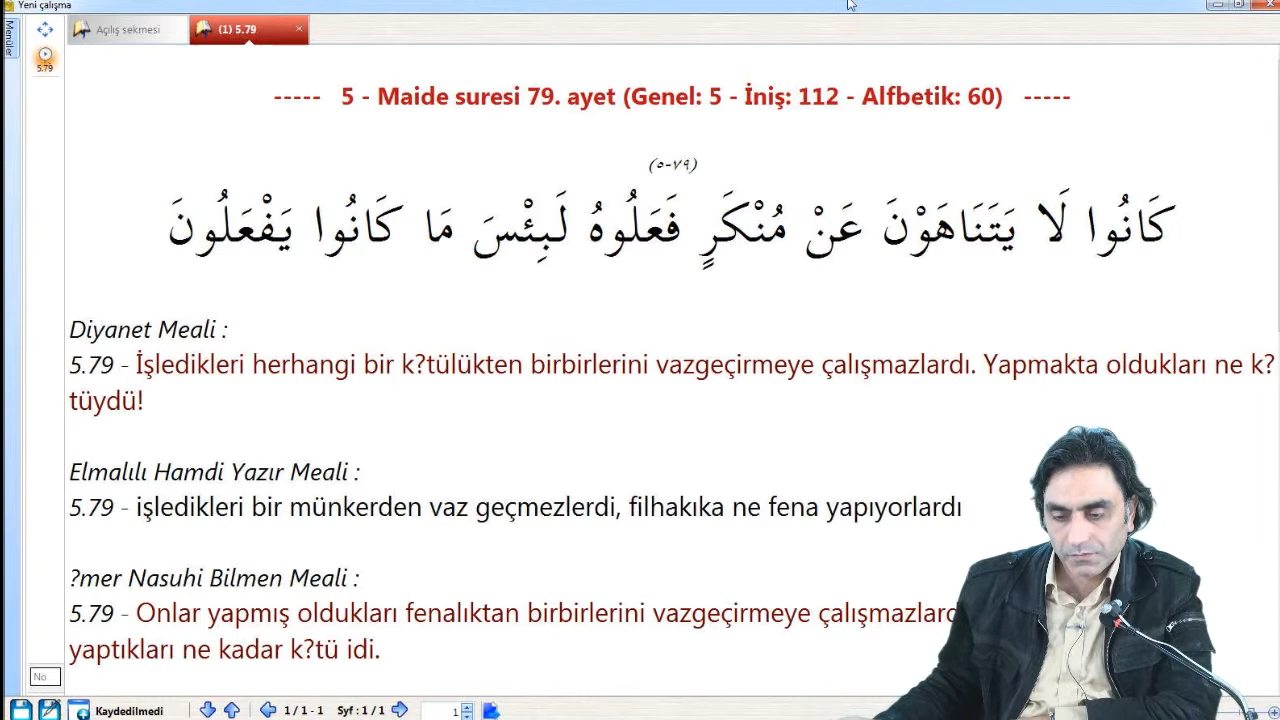 Yeni çalışma
Menüler
Açılış sekmesi
(1) 5.79
5.79
----- 5 - Maide suresi 79. ayet (Genel: 5 - İniş: 112 - Alfbetik: 60) -----
(٥-٧٩)
كَانُوا لَا يَتَنَاهَوْنَ عَنْ مُنْكَرٍ فَعَلُوهُ لَبِئْسَ مَا كَانُوا يَفْعَلُونَ
Diyanet Meali :
5.79 - İşledikleri herhangi bir k?tülükten birbirlerini vazgeçirmeye çalışmazlardı. Yapmakta oldukları ne k?
tüydü!
Elmalılı Hamdi Yazır Meali :
5.79 - işledikleri bir münkerden vaz geçmezlerdi, filhakıka ne fena yapıyorlardı
?mer Nasuhi Bilmen Meali :
5.79 - Onlar yapmış oldukları fenalıktan birbirlerini vazgeçirmeye
yaptıkları ne kadar k?tü idi.
No
Kaydedilmedi
1 / 1 - 1
Syf : 1 / 1
1